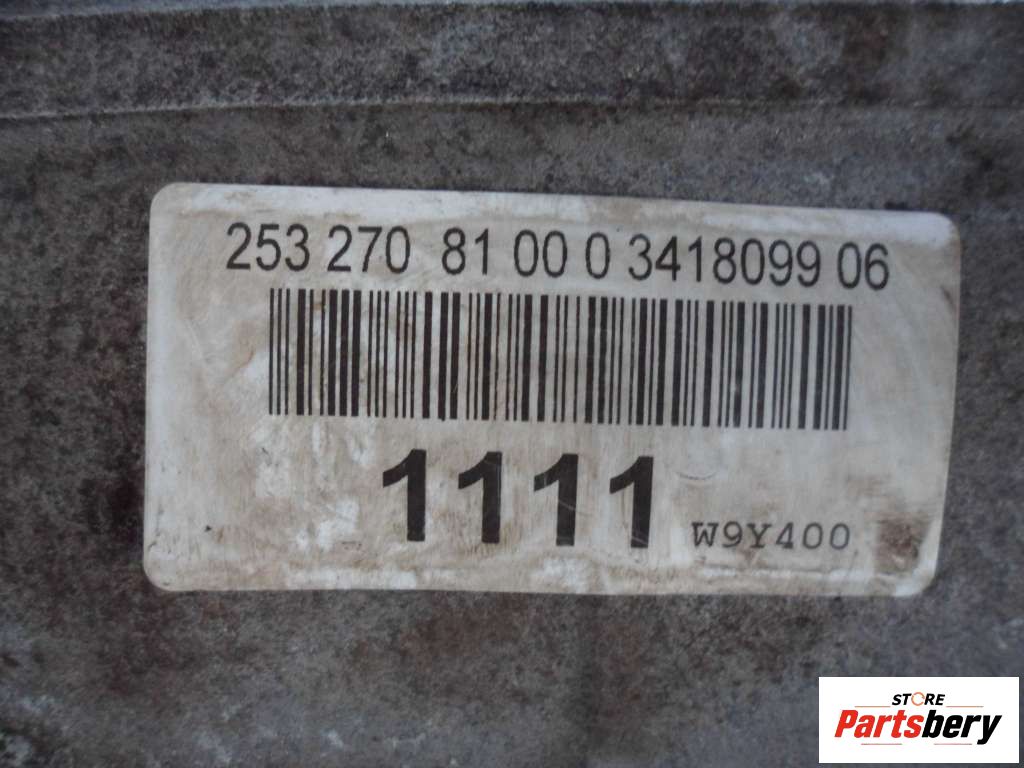 253 270 81 00 0 3418099 06
1111
W9Y400
STORE
Partsbery